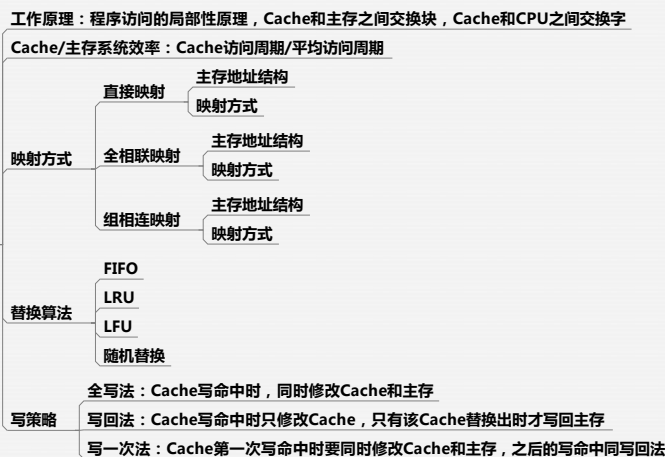 工作原理：程序访问的局部性原理，Cache和主存之间交换块，Cache和CPU之间交换字
Cache/主存系统效率：Cache访问周期/平均访问周期
映射方式
直接映射
主存地址结构
映射方式
全相联映射
主存地址结构
映射方式
组相连映射
主存地址结构
映射方式
替换算法
FIFO
LRU
LFU
随机替换
写策略
全写法：Cache写命中时，同时修改Cache和主存
写回法：Cache写命中时只修改Cache，只有该Cache替换出时才写回主存
写一次法：Cache第一次写命中时要同时修改Cache和主存，之后的写命中同写回法